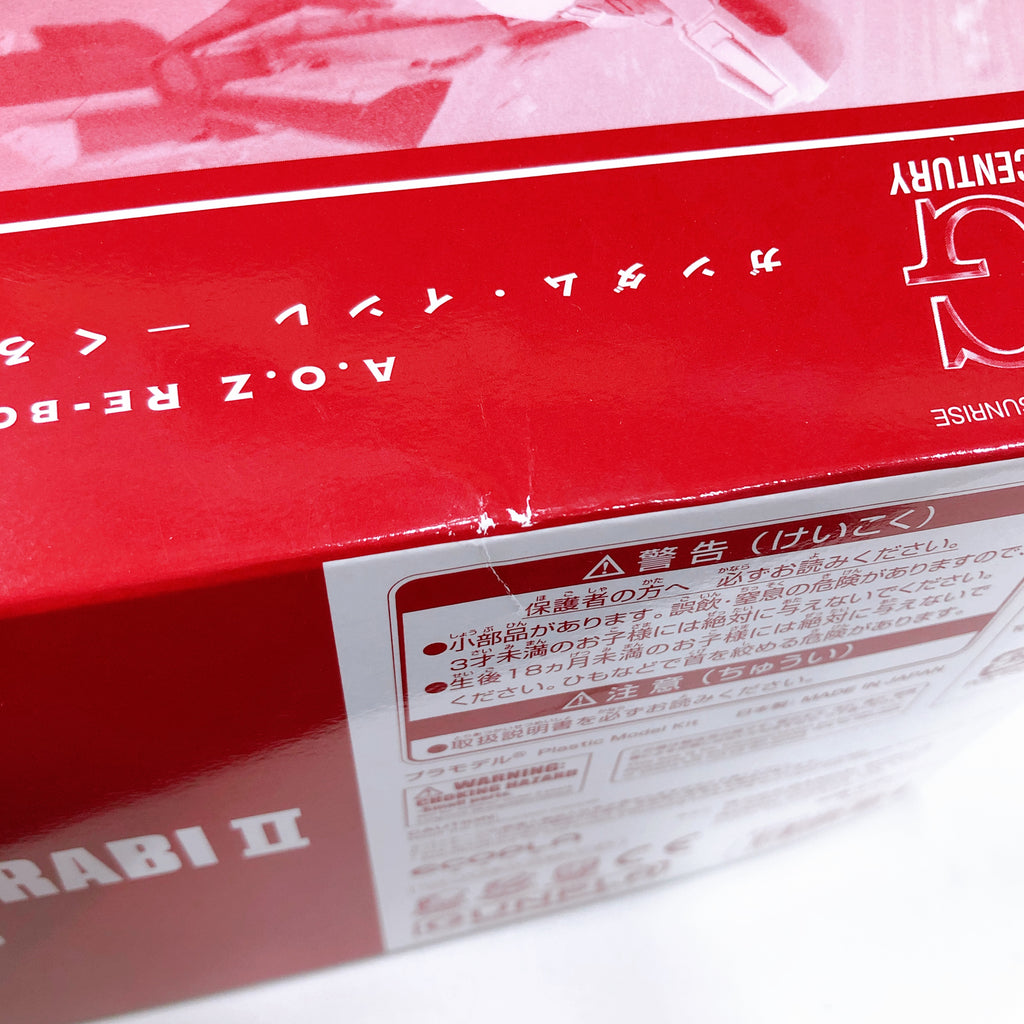 CENTURY
G
ガンダム・インレ ― くろ
A.O.Z RE-BO
SUNRISE
警告（けいこく）
保護者の方へ 必ずお読みください。
●小部品があります。誤飲・窒息の危険がありますので、
3才未満のお子様には絶対に与えないでください。
●生後18ヵ月未満のお子様には絶対に与えないで
ください。ひもなどで首を絞める危険があります。
注意（ちゅうい）
●取扱説明書を必ずお読みください。
プラモデル® Plastic Model Kit 日本製：MADE IN JAPAN
WARNING:
CHOKING HAZARD
Small parts
CAUTION
RABI II